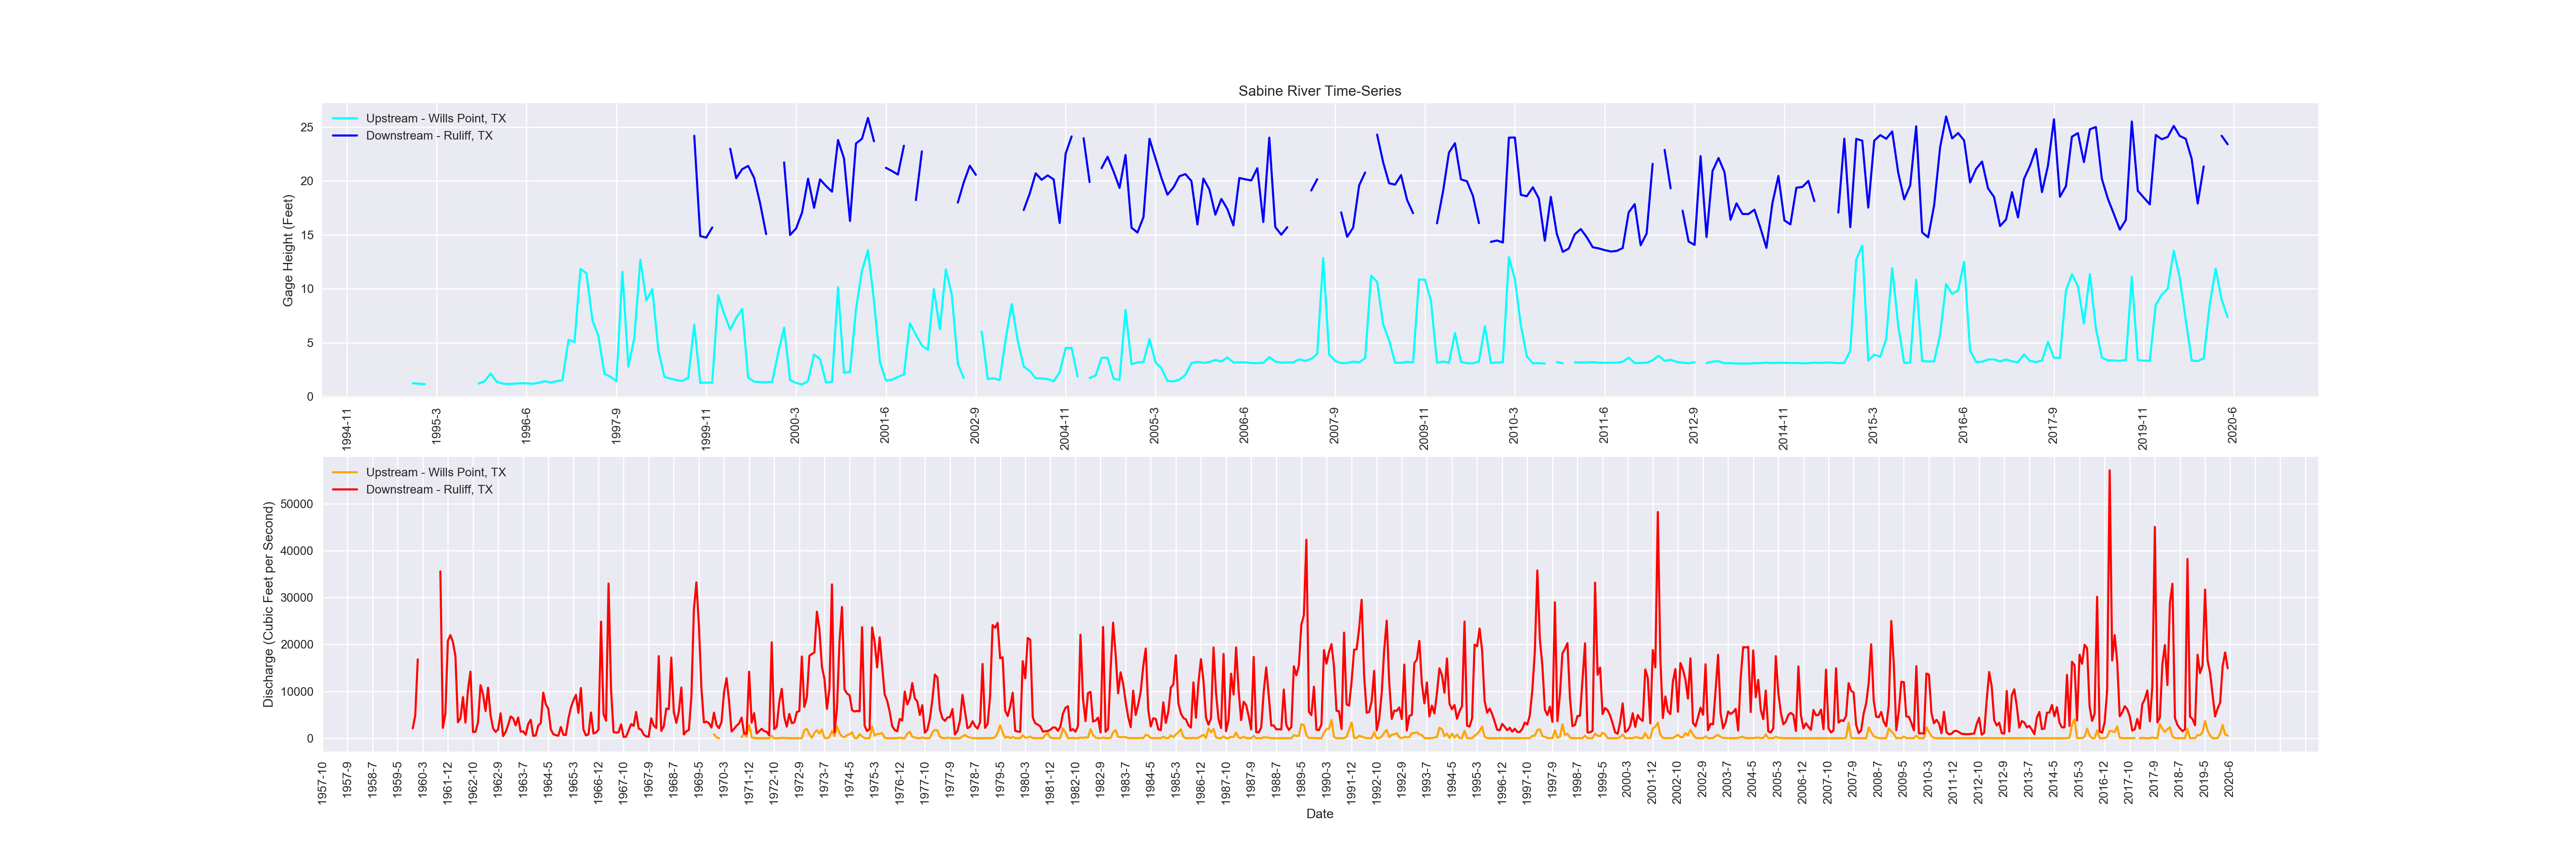 Sabine River Time-Series
Upstream - Wills Point, TX
Downstream - Ruliff, TX
Gage Height (Feet)
25
20
15
10
5
0
1994-11 1995-3 1996-6 1997-9 1999-11 2000-3 2001-6 2002-9 2004-11 2005-3 2006-6 2007-9 2009-11 2010-3 2011-6 2012-9 2014-11 2015-3 2016-6 2017-9 2019-11 2020-6
Upstream - Wills Point, TX
Downstream - Ruliff, TX
Discharge (Cubic Feet per Second)
50000
40000
30000
20000
10000
0
1957-10 1957-9 1958-7 1959-5 1960-3 1961-12 1962-10 1962-9 1963-7 1964-5 1965-3 1966-12 1967-10 1967-9 1968-7 1969-5 1970-3 1971-12 1972-10 1972-9 1973-7 1974-5 1975-3 1976-12 1977-10 1977-9 1978-7 1979-5 1980-3 1981-12 1982-10 1982-9 1983-7 1984-5 1985-3 1986-12 1987-10 1987-9 1988-7 1989-5 1990-3 1991-12 1992-10 1992-9 1993-7 1994-5 1995-3 1996-12 1997-10 1997-9 1998-7 1999-5 2000-3 2001-12 2002-10 2002-9 2003-7 2004-5 2005-3 2006-12 2007-10 2007-9 2008-7 2009-5 2010-3 2011-12 2012-10 2012-9 2013-7 2014-5 2015-3 2016-12 2017-10 2017-9 2018-7 2019-5 2020-6
Date